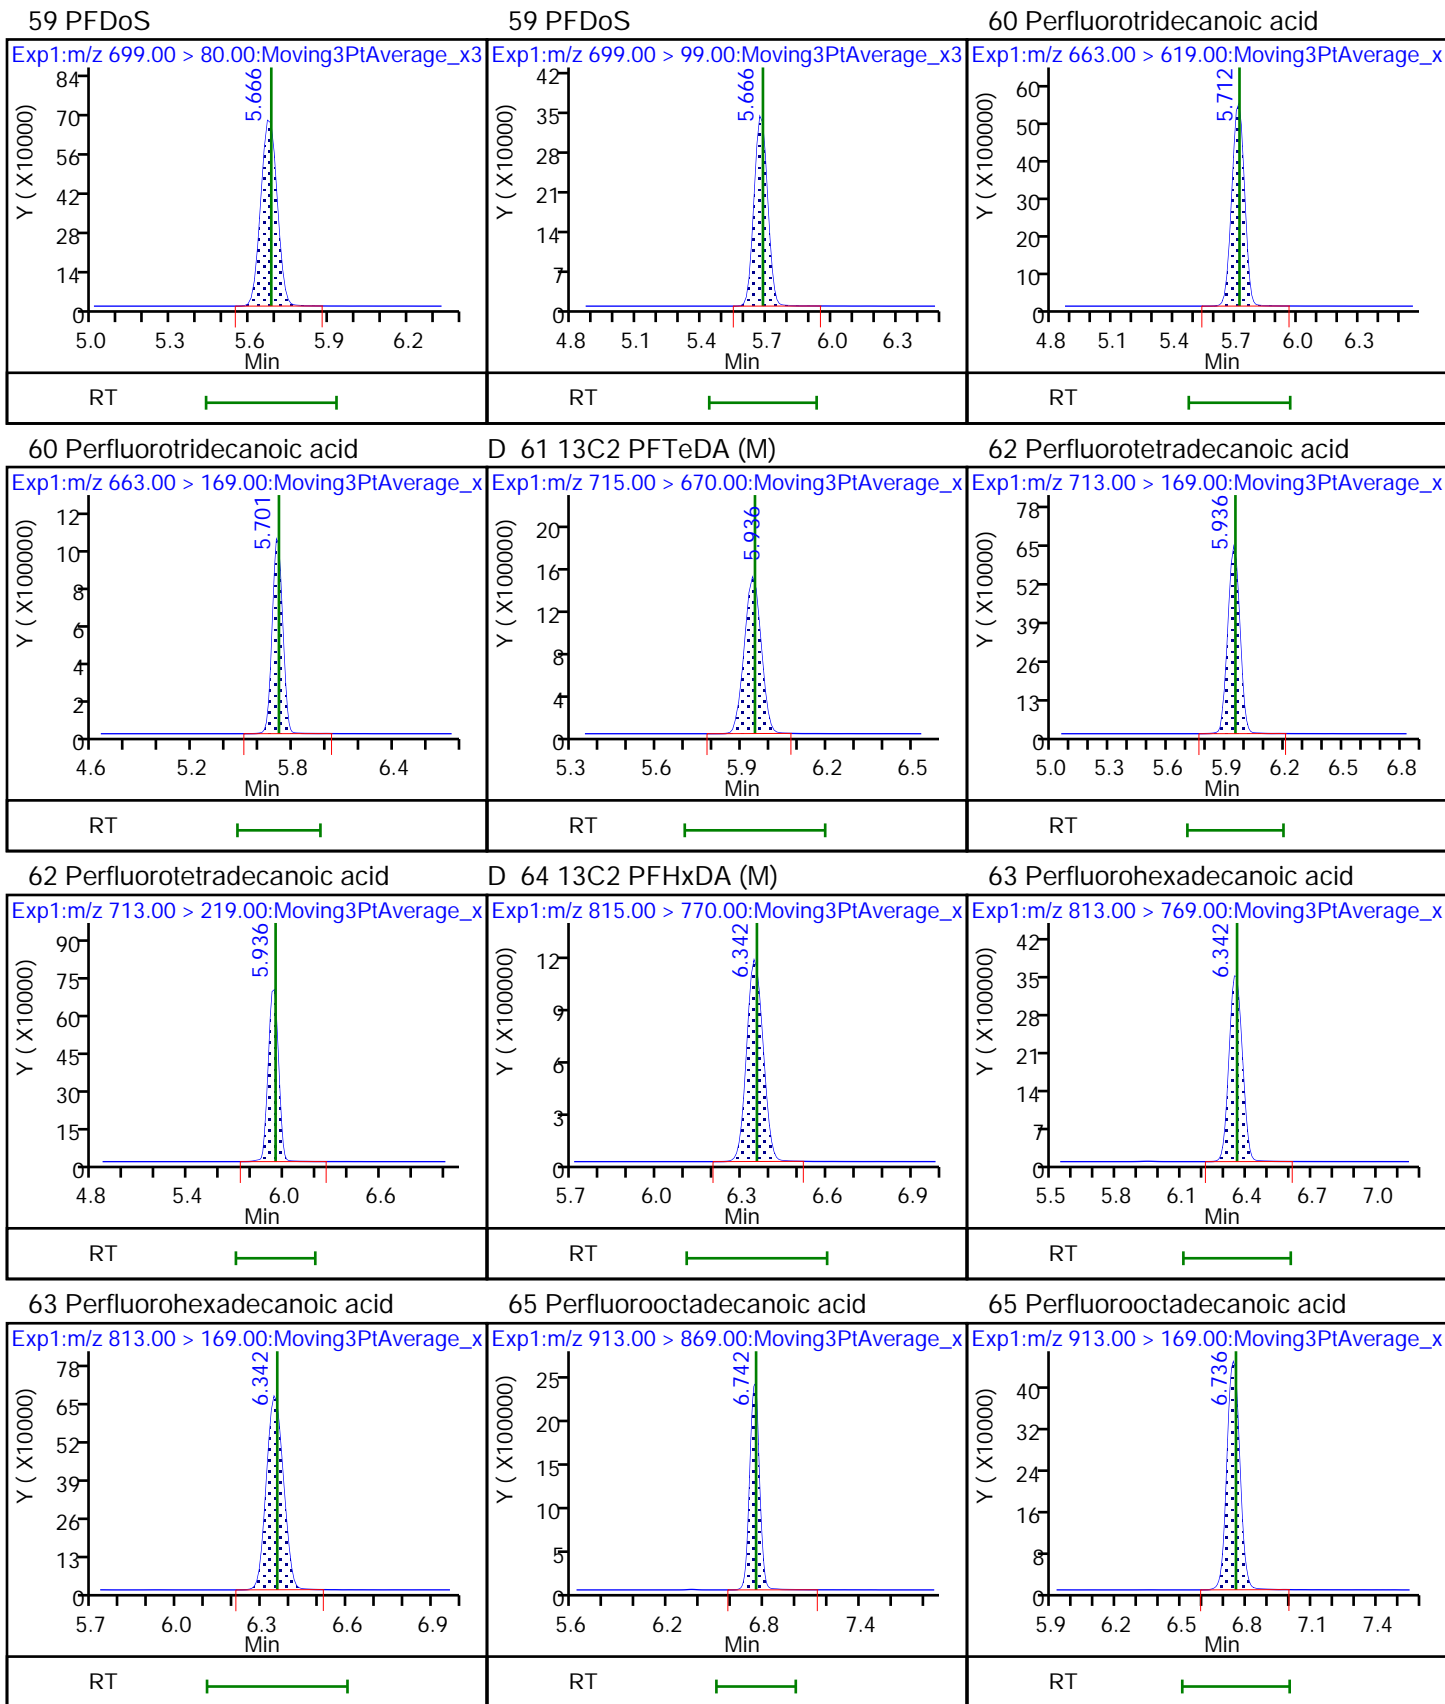 59 PFDoS
Exp1:m/z 699.00 > 80.00:Moving3PtAverage_x3
Y ( X10000)
84
70
56
42
28
14
0
5.666
5.0 5.3 5.6 5.9 6.2
Min
RT
59 PFDoS
Exp1:m/z 699.00 > 99.00:Moving3PtAverage_x3
Y ( X10000)
42
35
28
21
14
7
0
5.666
4.8 5.1 5.4 5.7 6.0 6.3
Min
RT
60 Perfluorotridecanoic acid
Exp1:m/z 663.00 > 619.00:Moving3PtAverage_x
Y ( X100000)
60
50
40
30
20
10
0
5.712
4.8 5.1 5.4 5.7 6.0 6.3
Min
RT
60 Perfluorotridecanoic acid
Exp1:m/z 663.00 > 169.00:Moving3PtAverage_x
Y ( X100000)
12
10
8
6
4
2
0
5.701
4.6 5.2 5.8 6.4
Min
RT
D 61 13C2 PFTeDA (M)
Exp1:m/z 715.00 > 670.00:Moving3PtAverage_x
Y ( X100000)
20
16
12
8
4
0
5.936
5.3 5.6 5.9 6.2 6.5
Min
RT
62 Perfluorotetradecanoic acid
Exp1:m/z 713.00 > 169.00:Moving3PtAverage_x
Y ( X10000)
78
65
52
39
26
13
0
5.936
5.0 5.3 5.6 5.9 6.2 6.5 6.8
Min
RT
62 Perfluorotetradecanoic acid
Exp1:m/z 713.00 > 219.00:Moving3PtAverage_x
Y ( X10000)
90
75
60
45
30
15
0
5.936
4.8 5.4 6.0 6.6
Min
RT
D 64 13C2 PFHxDA (M)
Exp1:m/z 815.00 > 770.00:Moving3PtAverage_x
Y ( X100000)
12
9
6
3
0
6.342
5.7 6.0 6.3 6.6 6.9
Min
RT
63 Perfluorohexadecanoic acid
Exp1:m/z 813.00 > 769.00:Moving3PtAverage_x
Y ( X100000)
42
35
28
21
14
7
0
6.342
5.5 5.8 6.1 6.4 6.7 7.0
Min
RT
63 Perfluorohexadecanoic acid
Exp1:m/z 813.00 > 169.00:Moving3PtAverage_x
Y ( X10000)
78
65
52
39
26
13
0
6.342
5.7 6.0 6.3 6.6 6.9
Min
RT
65 Perfluorooctadecanoic acid
Exp1:m/z 913.00 > 869.00:Moving3PtAverage_x
Y ( X100000)
25
20
15
10
5
0
6.742
5.6 6.2 6.8 7.4
Min
RT
65 Perfluorooctadecanoic acid
Exp1:m/z 913.00 > 169.00:Moving3PtAverage_x
Y ( X10000)
40
32
24
16
8
0
6.736
5.9 6.2 6.5 6.8 7.1 7.4
Min
RT